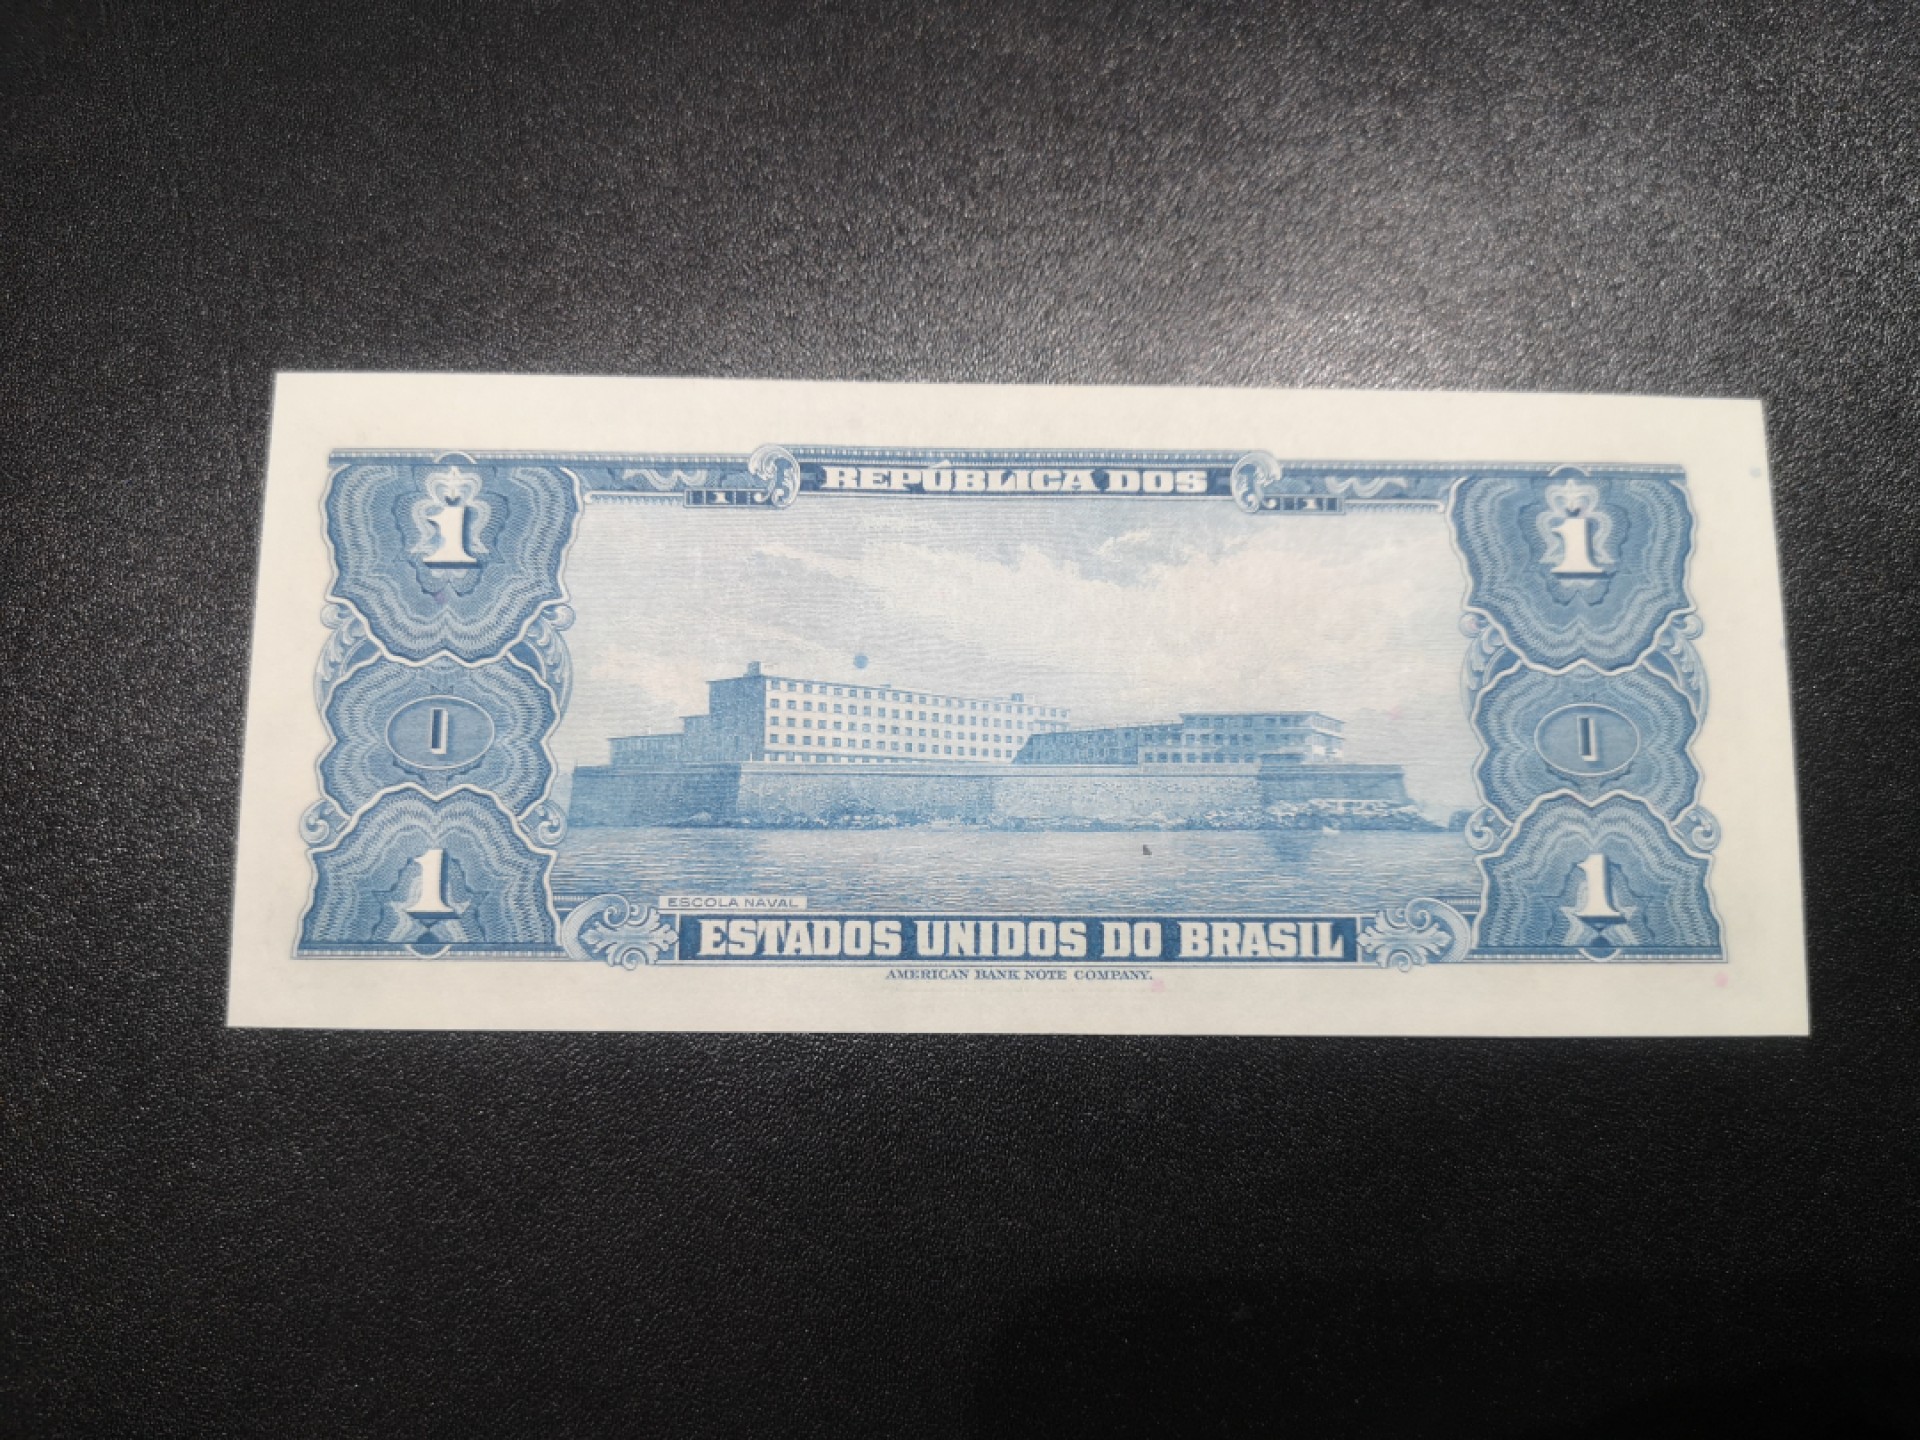 REPÚBLICA DOS
1 1
1 1
I I
1 1
ESCOLA NAVAL
ESTADOS UNIDOS DO BRASIL
AMERICAN BANK NOTE COMPANY.